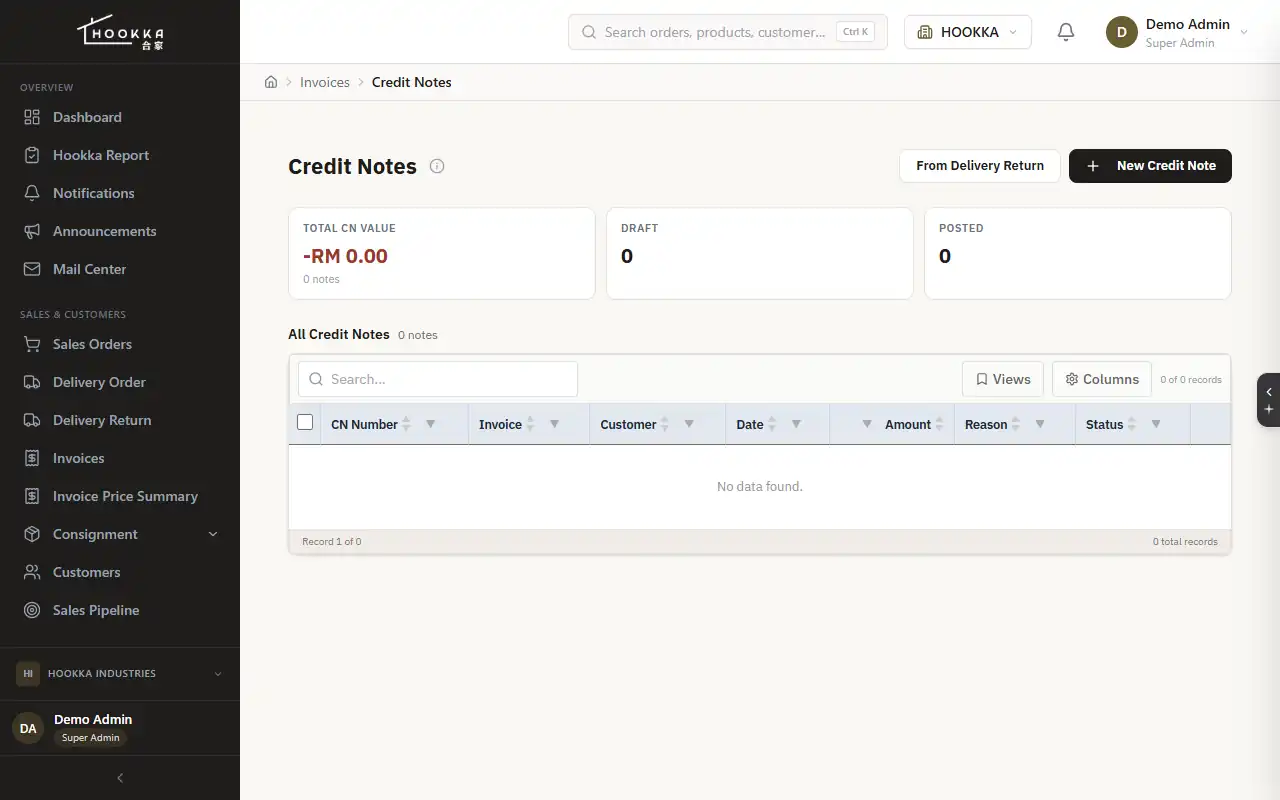 HOOKKA
合家
Search orders, products, customer...
Ctrl K
HOOKKA
D
Demo Admin
Super Admin
Invoices
Credit Notes
OVERVIEW
Dashboard
Hookka Report
Notifications
Announcements
Mail Center
SALES & CUSTOMERS
Sales Orders
Delivery Order
Delivery Return
Invoices
Invoice Price Summary
Consignment
Customers
Sales Pipeline
HI
HOOKKA INDUSTRIES
DA
Demo Admin
Super Admin
Credit Notes
From Delivery Return
New Credit Note
TOTAL CN VALUE
-RM 0.00
0 notes
DRAFT
0
POSTED
0
All Credit Notes 0 notes
Search...
Views
Columns
0 of 0 records
CN Number Invoice Customer Date Amount Reason Status
No data found.
Record 1 of 0
0 total records